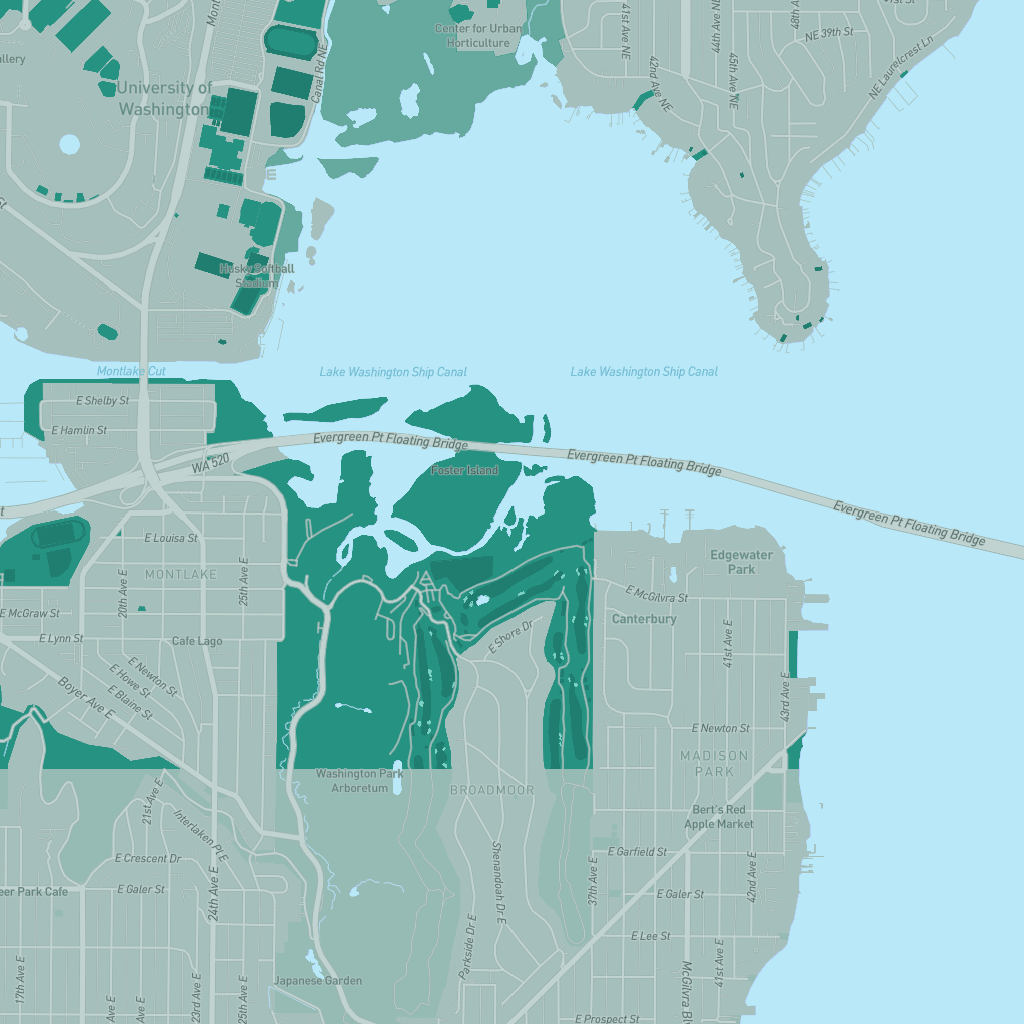 41st Ave NE
Montl
44th Ave NE
48th A
Center for Urban
Horticulture
NE 39th St
allery
Canal Rd NE
42nd Ave NE
45th Ave NE
NE Laurelcrest Ln
University of
Washington
E
Husky Softball
Stadium
Montlake Cut
Lake Washington Ship Canal
Lake Washington Ship Canal
E Shelby St
E Hamlin St
Evergreen Pt Floating Bridge
WA 520
Foster Island
Evergreen Pt Floating Bridge
Evergreen Pt Floating Bridge
E Louisa St
MONTLAKE
20th Ave E
25th Ave E
Edgewater
Park
E McGilvra St
E McGraw St
Canterbury
E Lynn St
Cafe Lago
E Shore Dr
41st Ave E
E Newton St
E Howe St
E Blaine St
Boyer Ave E
43rd Ave E
E Newton St
MADISON
PARK
Washington Park
Arboretum
BROADMOOR
21st Ave E
Bert's Red
Apple Market
Interlaken Pl E
E Crescent Dr
E Garfield St
Shenandoah Dr E
eer Park Cafe
E Galer St
24th Ave E
37th Ave E
E Galer St
42nd Ave E
E Lee St
Parkside Dr E
17th Ave E
23rd Ave E
25th Ave E
Japanese Garden
McGilvra Bl
41st Ave E
Ave E
Ave E
E Prospect St